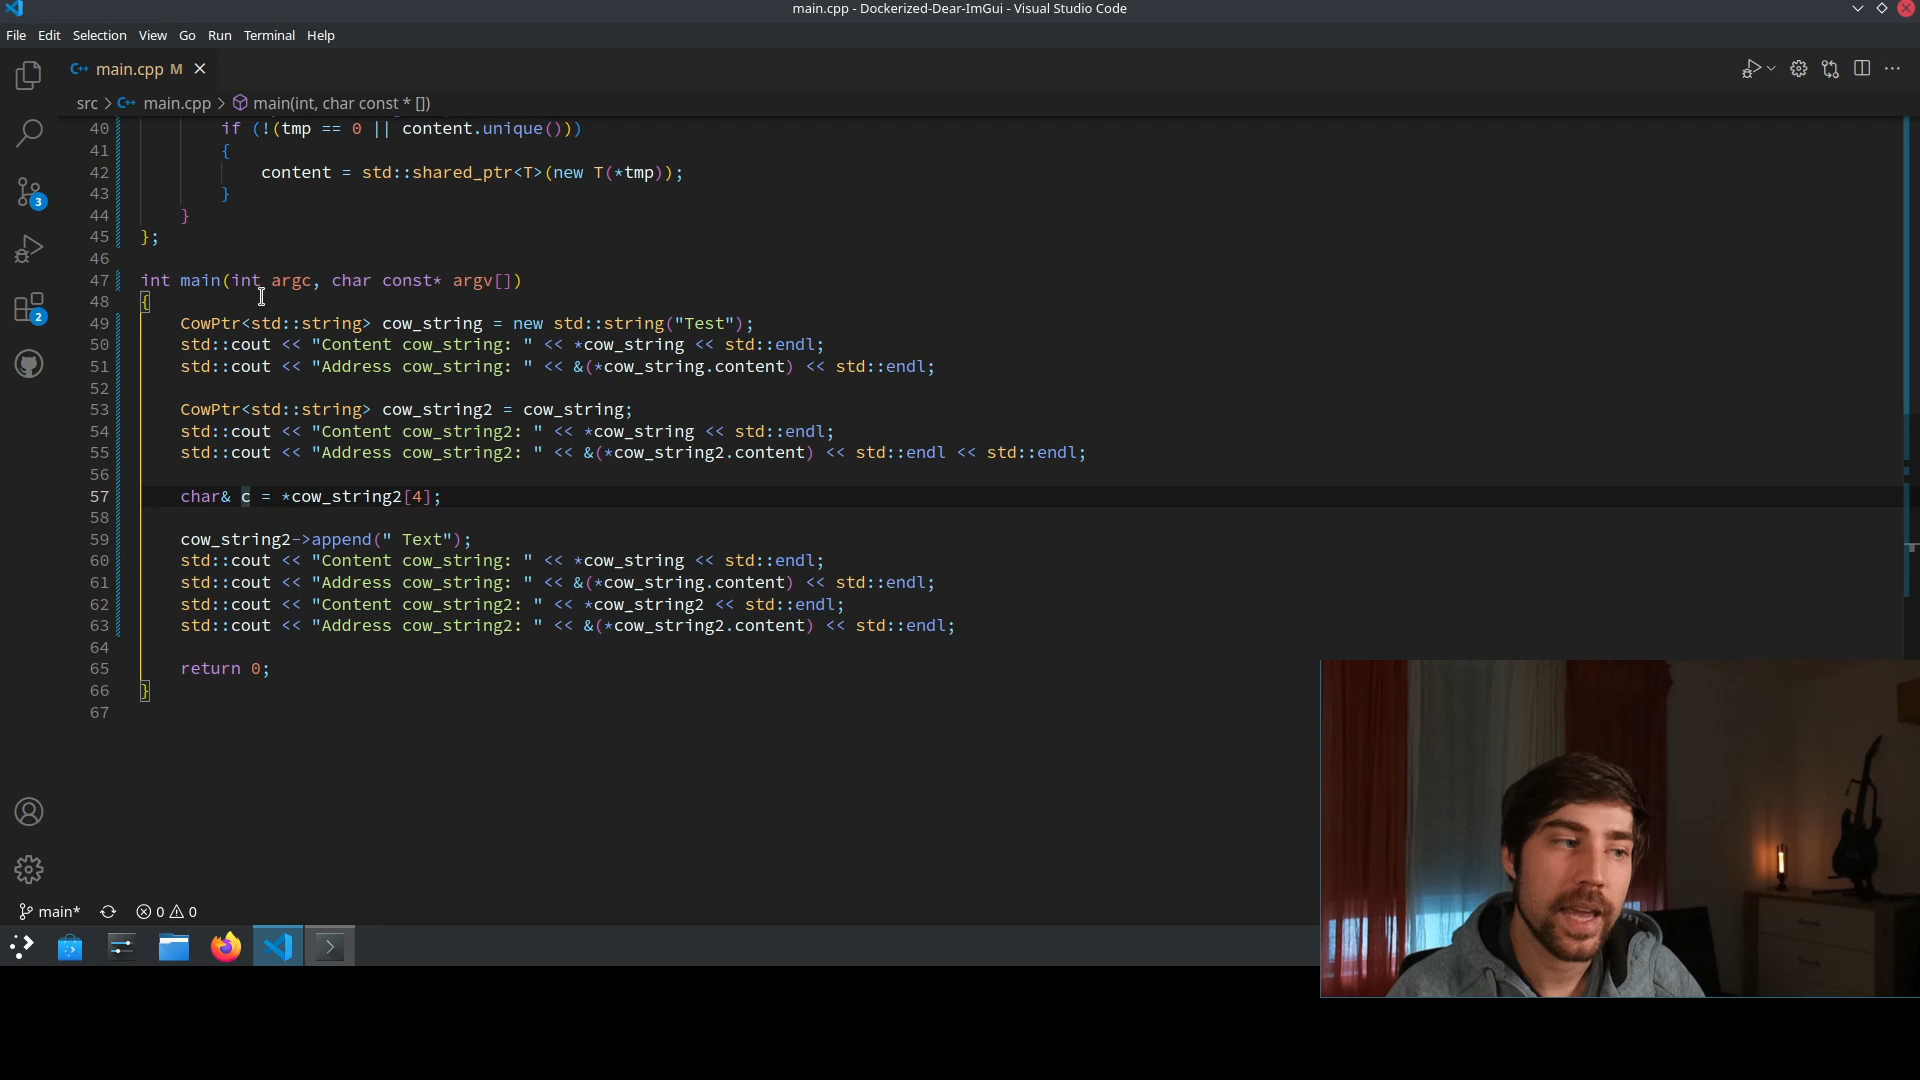 main.cpp - Dockerized-Dear-ImGui - Visual Studio Code
File Edit Selection View Go Run Terminal Help
C++ main.cpp M
src > C++ main.cpp > main(int, char const * [])
40 if (!(tmp == 0 || content.unique()))
41 {
42 content = std::shared_ptr<T>(new T(*tmp));
43 }
44 }
45 };
46
47 int main(int argc, char const* argv[])
48 {
49 CowPtr<std::string> cow_string = new std::string("Test");
50 std::cout << "Content cow_string: " << *cow_string << std::endl;
51 std::cout << "Address cow_string: " << &(*cow_string.content) << std::endl;
52
53 CowPtr<std::string> cow_string2 = cow_string;
54 std::cout << "Content cow_string2: " << *cow_string << std::endl;
55 std::cout << "Address cow_string2: " << &(*cow_string2.content) << std::endl << std::endl;
56
57 char& c = *cow_string2[4];
58
59 cow_string2->append(" Text");
60 std::cout << "Content cow_string: " << *cow_string << std::endl;
61 std::cout << "Address cow_string: " << &(*cow_string.content) << std::endl;
62 std::cout << "Content cow_string2: " << *cow_string2 << std::endl;
63 std::cout << "Address cow_string2: " << &(*cow_string2.content) << std::endl;
64
65 return 0;
66 }
67
3
2
main* 0 0